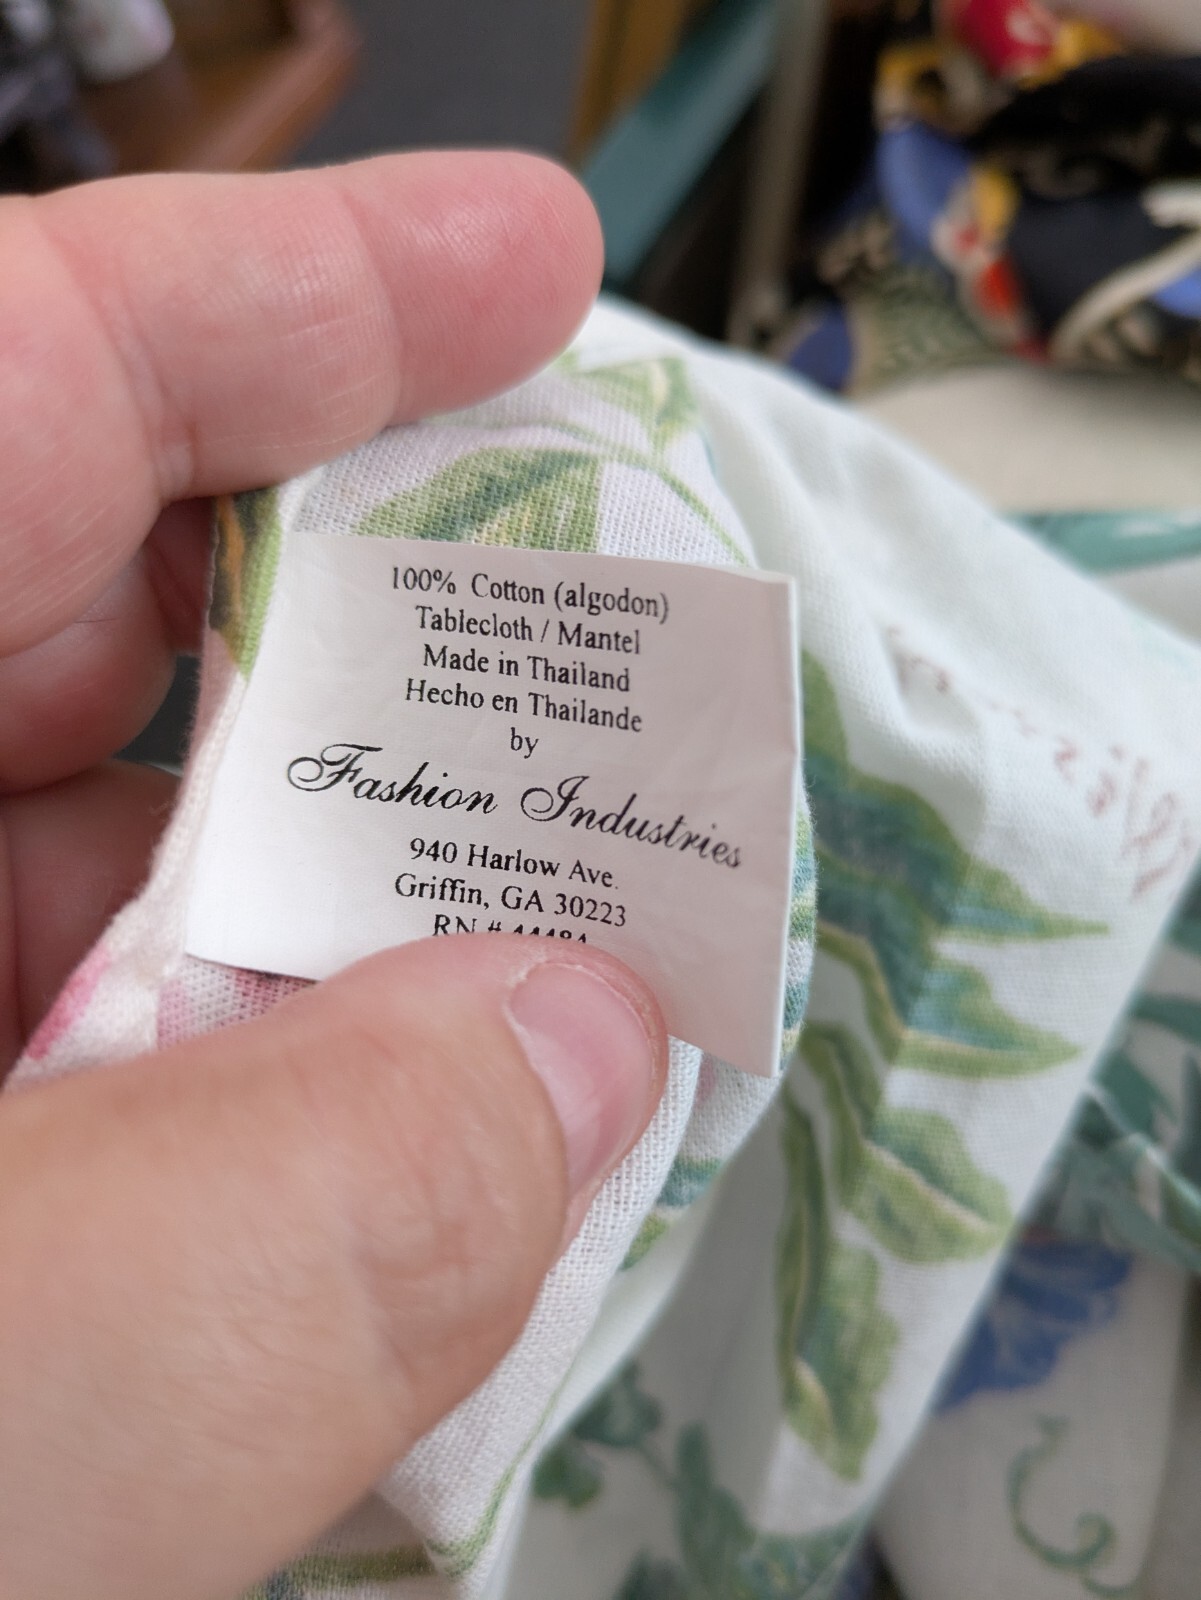 100% Cotton (algodon)
Tablecloth / Mantel
Made in Thailand
Hecho en Thailande
by
Fashion Industries
940 Harlow Ave.
Griffin, GA 30223
RN #